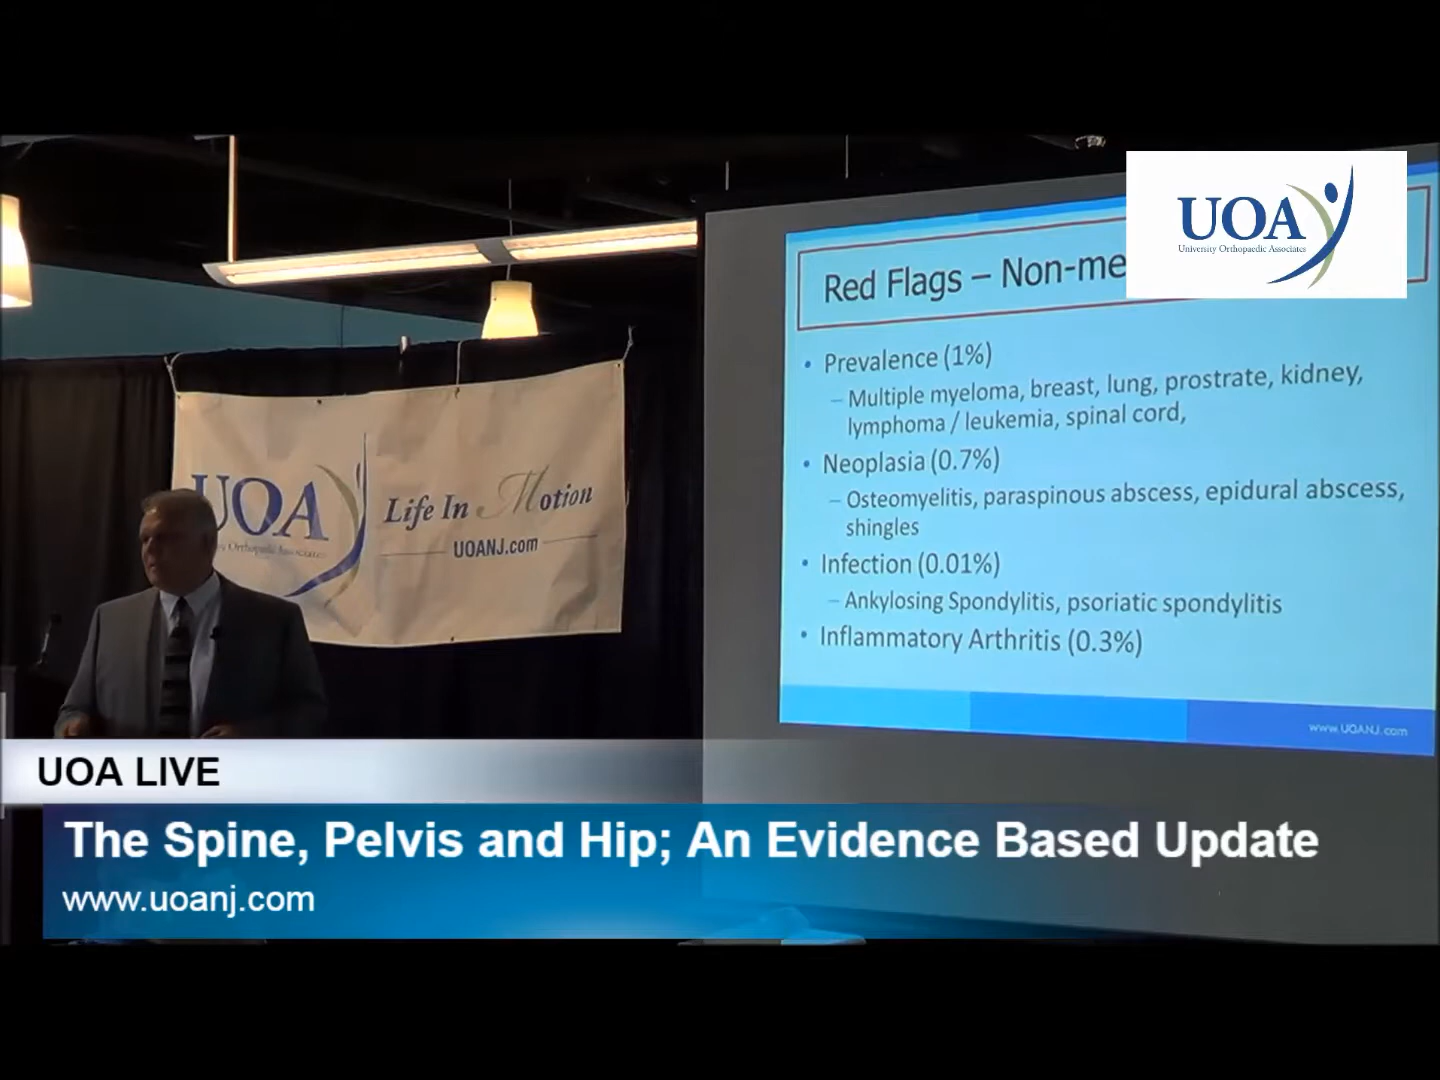 UOA
University Orthopaedic Associates
Red Flags – Non-me
• Prevalence (1%)
– Multiple myeloma, breast, lung, prostrate, kidney,
lymphoma / leukemia, spinal cord,
• Neoplasia (0.7%)
– Osteomyelitis, paraspinous abscess, epidural abscess,
shingles
• Infection (0.01%)
– Ankylosing Spondylitis, psoriatic spondylitis
• Inflammatory Arthritis (0.3%)
www.UOANJ.com
UOA
Orthopaedic Associates
Life In Motion
UOANJ.com
UOA LIVE
The Spine, Pelvis and Hip; An Evidence Based Update
www.uoanj.com